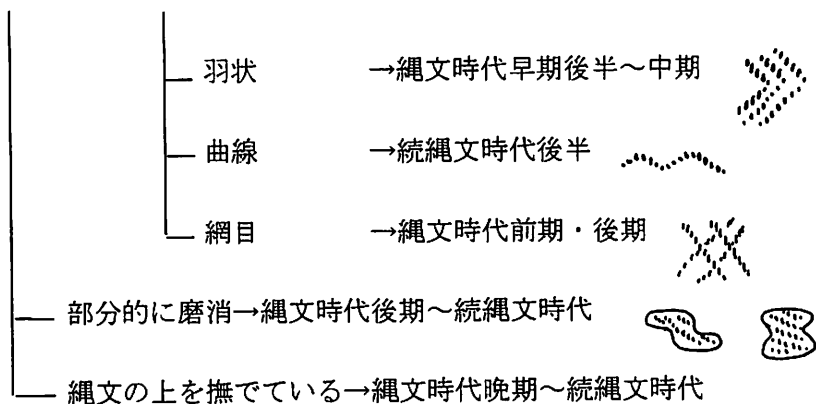 羽状 →縄文時代早期後半～中期
曲線 →続縄文時代後半
網目 →縄文時代前期・後期
部分的に磨消→縄文時代後期～続縄文時代
縄文の上を撫でている→縄文時代晩期～続縄文時代